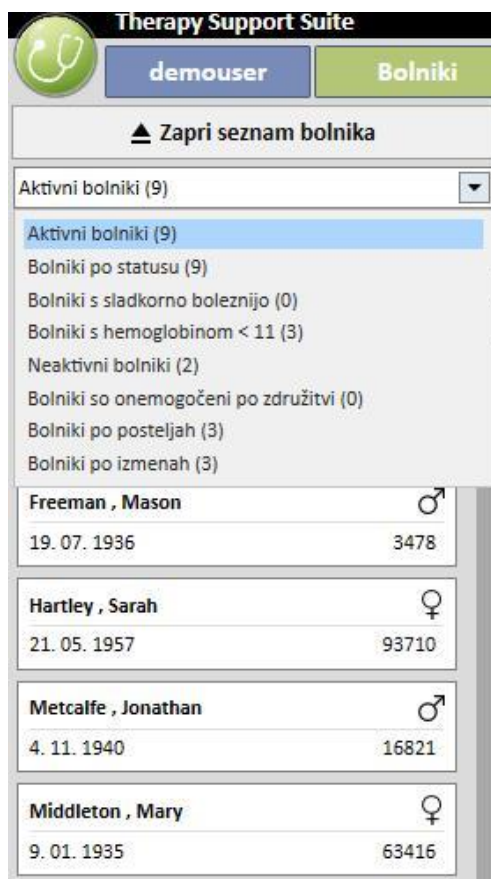 Therapy Support Suite
demouser
Bolniki
Zapri seznam bolnika
Aktivni bolniki (9)
Aktivni bolniki (9)
Bolniki po statusu (9)
Bolniki s sladkorno boleznijo (0)
Bolniki s hemoglobinom < 11 (3)
Neaktivni bolniki (2)
Bolniki so onemogočeni po združitvi (0)
Bolniki po posteljah (3)
Bolniki po izmenah (3)
Freeman , Mason
19. 07. 1936 3478
Hartley , Sarah
21. 05. 1957 93710
Metcalfe , Jonathan
4. 11. 1940 16821
Middleton , Mary
9. 01. 1935 63416